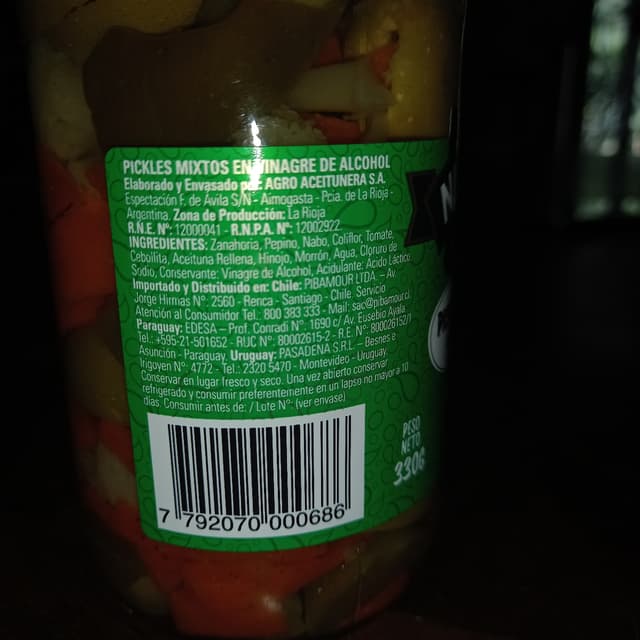 PICKLES MIXTOS EN VINAGRE DE ALCOHOL
Elaborado y Envasado por: AGRO ACEITUNERA S.A.
Espectación F. de Ávila S/N - Aimogasta - Pcia. de La Rioja -
Argentina. Zona de Producción: La Rioja
R.N.E. Nº: 12000041 - R.N.P.A. Nº: 12002922
INGREDIENTES: Zanahoria, Pepino, Nabo, Coliflor, Tomate,
Cebollita, Aceituna Rellena, Hinojo, Morrón, Agua, Cloruro de
Sodio, Conservante: Vinagre de Alcohol, Acidulante: Ácido Láctico
Importado y Distribuido en: Chile: PIBAMOUR LTDA. – Av.
Jorge Hirmas Nº: 2560 - Renca - Santiago - Chile. Servicio
Atención al Consumidor Tel.: 800 383 333 - Mail: sac@pibamour.cl
Paraguay: EDESA – Prof. Conradi Nº: 1690 c/ Av. Eusebio Ayala
Tel.: +595-21-501652 - RUC Nº: 80002615-2 - R.E. Nº: 800026152/1
Asunción - Paraguay. Uruguay: PASADENA S.R.L. – Besnes e
Irigoyen Nº: 4772 - Tel.: 2320 5470 - Montevideo - Uruguay.
Conservar en lugar fresco y seco. Una vez abierto conservar
refrigerado y consumir preferentemente en un lapso no mayor a 10
días. Consumir antes de: / Lote Nº: (ver envase)
PESO
NETO
330G
7 792070 000686